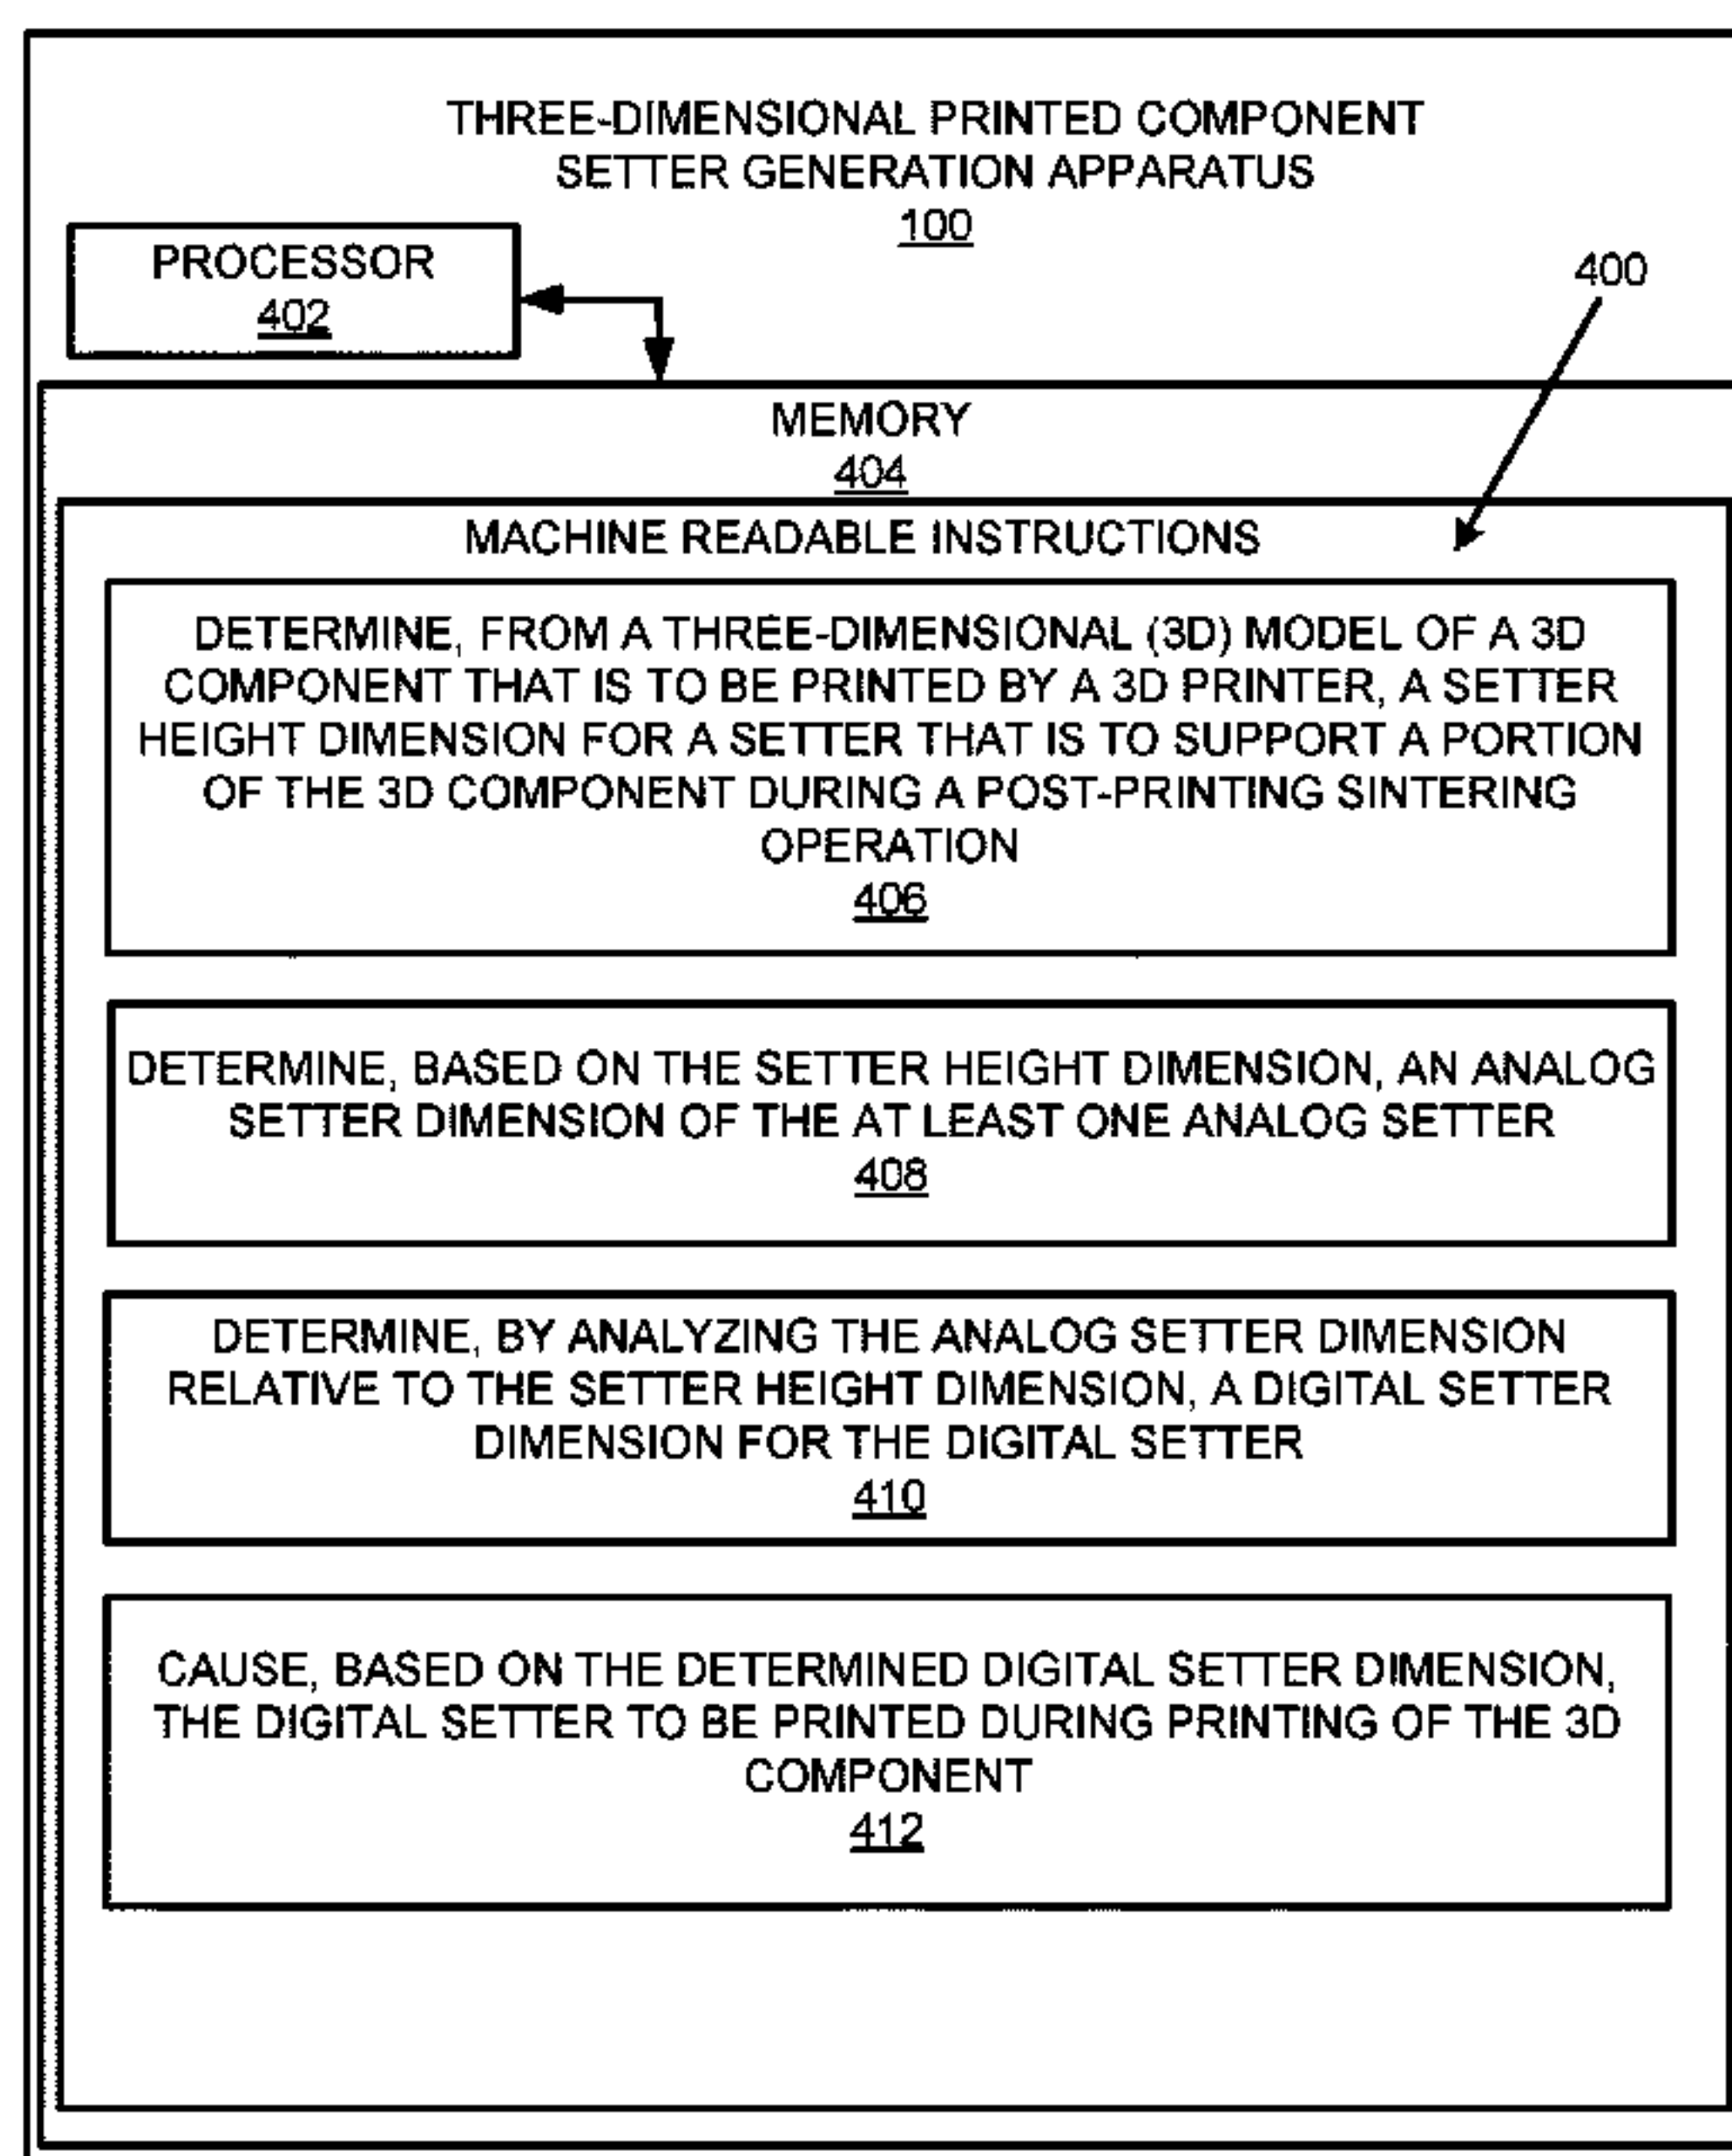 THREE-DIMENSIONAL PRINTED COMPONENT
SETTER GENERATION APPARATUS
100
PROCESSOR
402
400
MEMORY
404
MACHINE READABLE INSTRUCTIONS
DETERMINE, FROM A THREE-DIMENSIONAL (3D) MODEL OF A 3D
COMPONENT THAT IS TO BE PRINTED BY A 3D PRINTER, A SETTER
HEIGHT DIMENSION FOR A SETTER THAT IS TO SUPPORT A PORTION
OF THE 3D COMPONENT DURING A POST-PRINTING SINTERING
OPERATION
406
DETERMINE, BASED ON THE SETTER HEIGHT DIMENSION, AN ANALOG
SETTER DIMENSION OF THE AT LEAST ONE ANALOG SETTER
408
DETERMINE, BY ANALYZING THE ANALOG SETTER DIMENSION
RELATIVE TO THE SETTER HEIGHT DIMENSION, A DIGITAL SETTER
DIMENSION FOR THE DIGITAL SETTER
410
CAUSE, BASED ON THE DETERMINED DIGITAL SETTER DIMENSION,
THE DIGITAL SETTER TO BE PRINTED DURING PRINTING OF THE 3D
COMPONENT
412